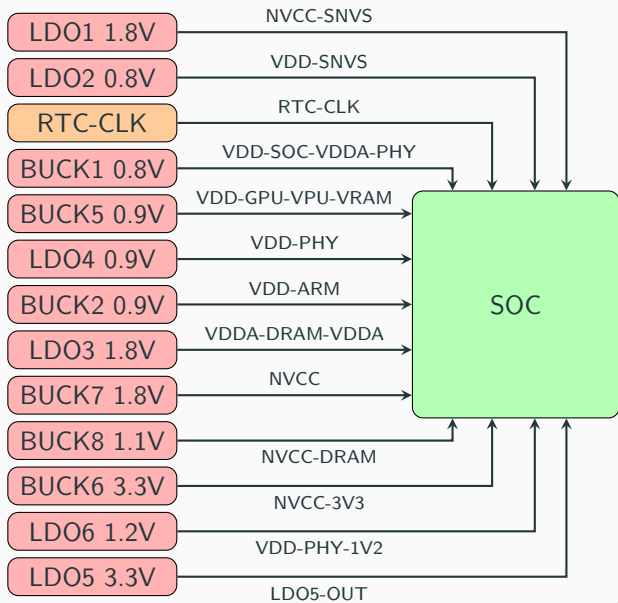 NVCC-SNVS
LDO1 1.8V
VDD-SNVS
LDO2 0.8V
RTC-CLK
RTC-CLK
VDD-SOC-VDDA-PHY
BUCK1 0.8V
VDD-GPU-VPU-VRAM
BUCK5 0.9V
VDD-PHY
LDO4 0.9V
VDD-ARM
BUCK2 0.9V
SOC
VDDA-DRAM-VDDA
LDO3 1.8V
NVCC
BUCK7 1.8V
BUCK8 1.1V
NVCC-DRAM
BUCK6 3.3V
NVCC-3V3
LDO6 1.2V
VDD-PHY-1V2
LDO5 3.3V
LDO5-OUT